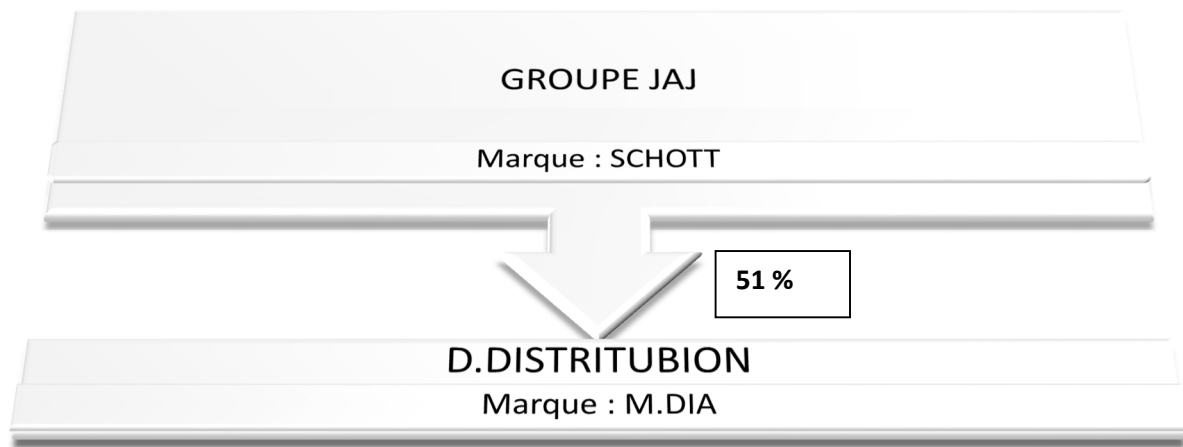 GROUPE JAJ
Marque : SCHOTT
51 %
D.DISTRITUBION
Marque : M.DIA